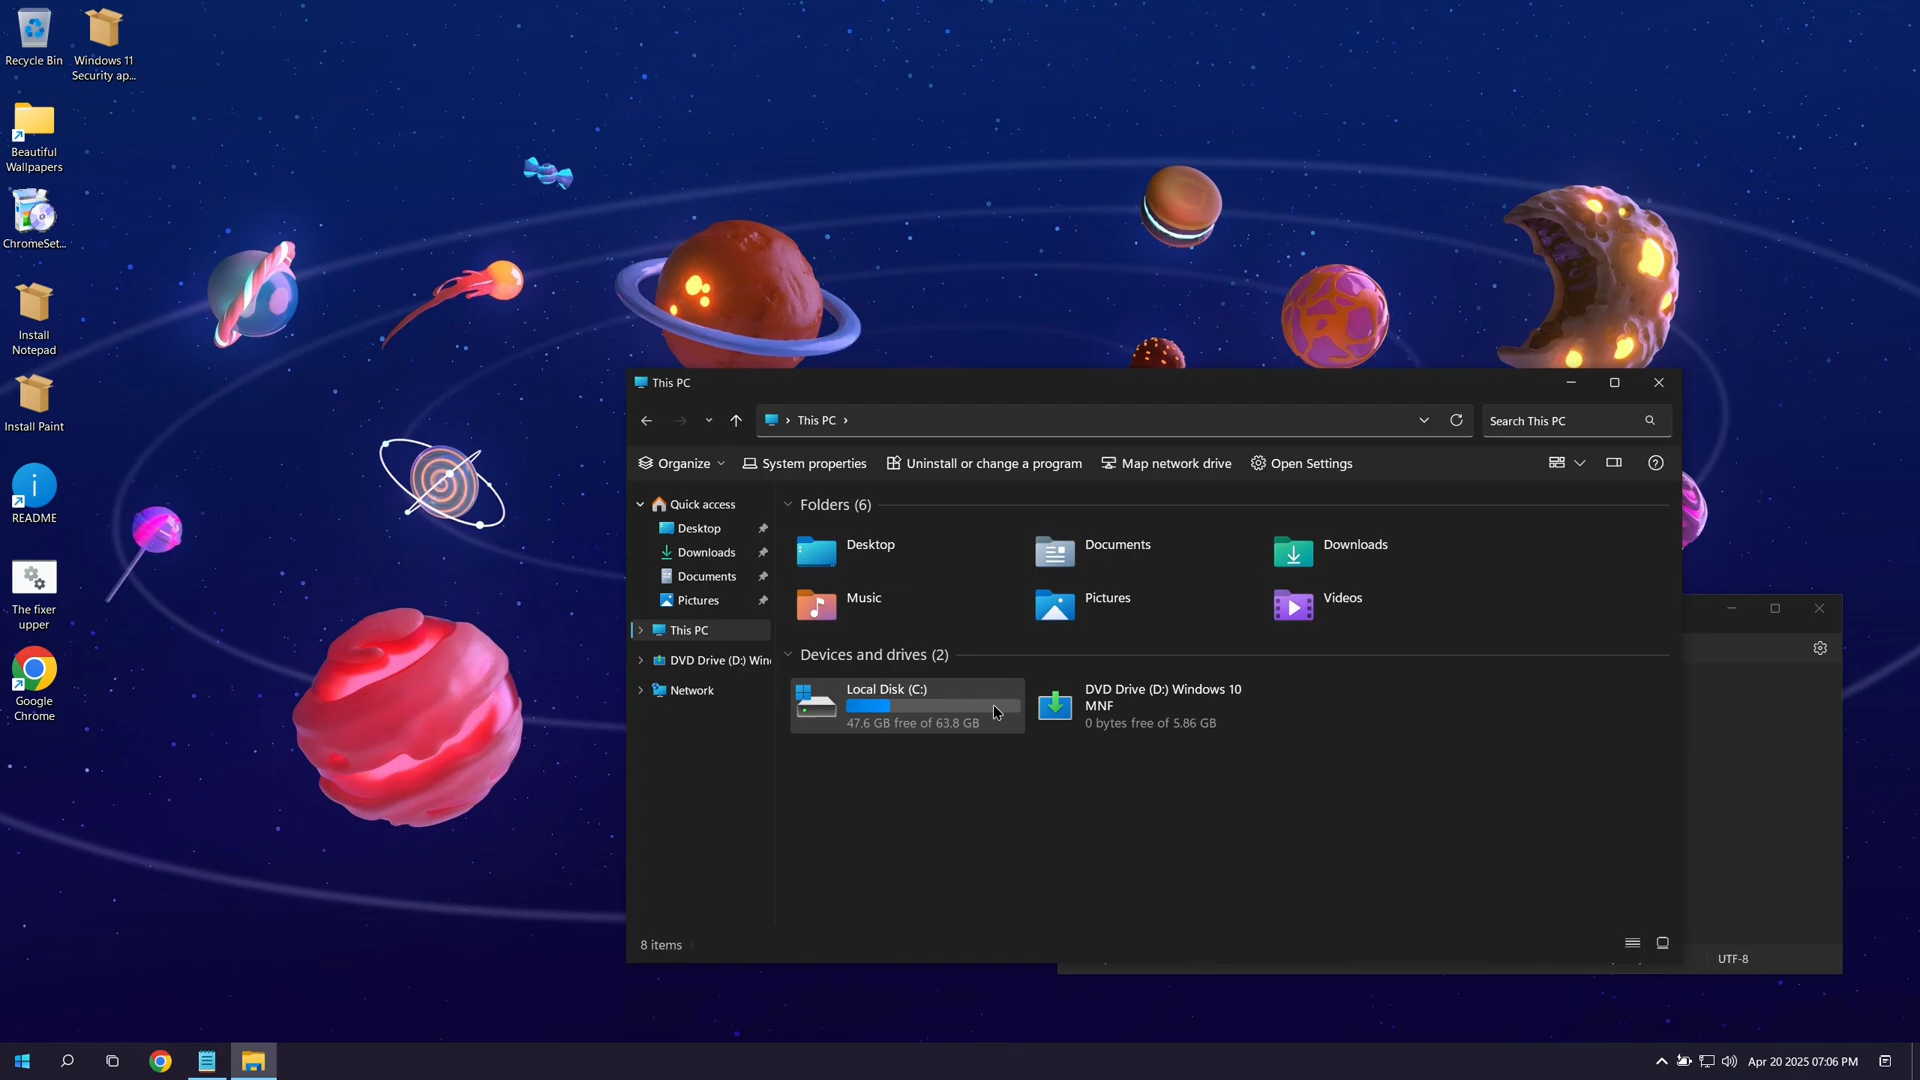 Recycle Bin
Windows 11
Security ap...
Beautiful
Wallpapers
ChromeSet...
Install
Notepad
Install Paint
README
The fixer
upper
Google
Chrome
This PC
This PC
Search This PC
Organize
System properties
Uninstall or change a program
Map network drive
Open Settings
Quick access
Desktop
Downloads
Documents
Pictures
This PC
DVD Drive (D:) Win
Network
Folders (6)
Desktop
Documents
Downloads
Music
Pictures
Videos
Devices and drives (2)
Local Disk (C:)
47.6 GB free of 63.8 GB
DVD Drive (D:) Windows 10
MNF
0 bytes free of 5.86 GB
8 items
UTF-8
Apr 20 2025 07:06 PM